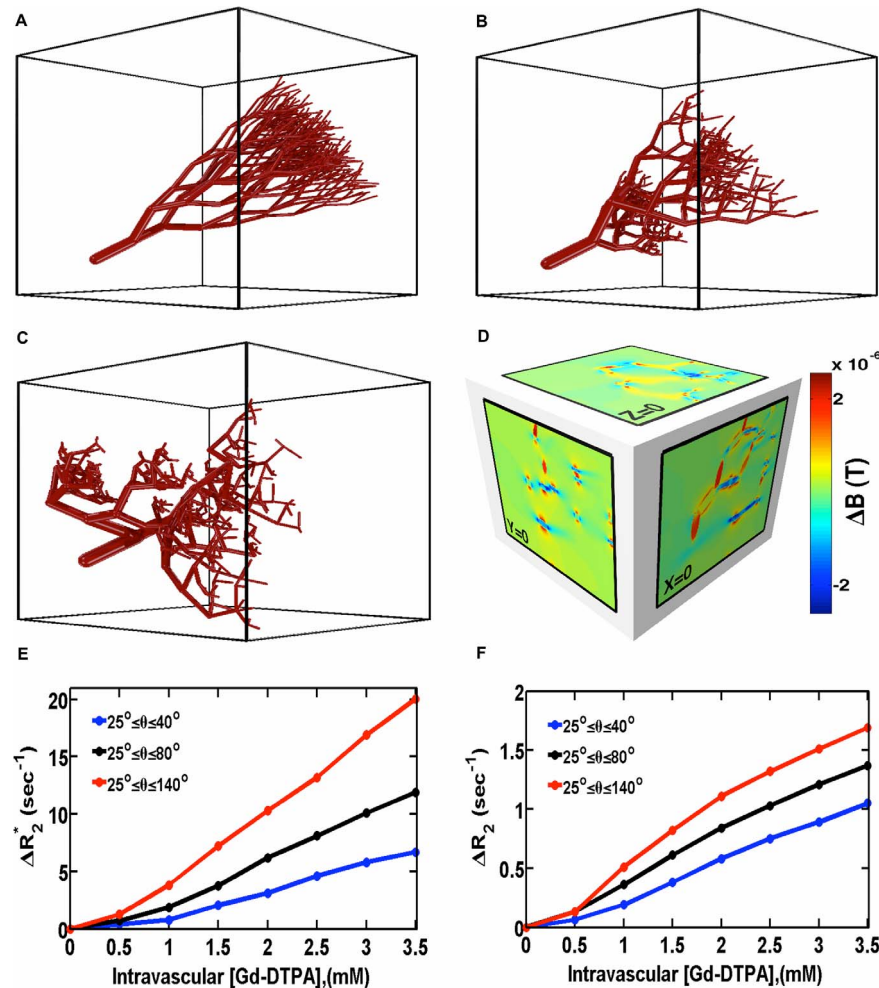 A
B
C
D
Z=0
Y=0
X=0
x 10⁻⁶
2
-2
ΔB (T)
E
20
15
10
5
0
25°≤θ≤40°
25°≤θ≤80°
25°≤θ≤140°
ΔR₂* (sec⁻¹)
0 0.5 1 1.5 2 2.5 3 3.5
Intravascular [Gd-DTPA],(mM)
F
2
1.5
1
0.5
0
25°≤θ≤40°
25°≤θ≤80°
25°≤θ≤140°
ΔR₂ (sec⁻¹)
0 0.5 1 1.5 2 2.5 3 3.5
Intravascular [Gd-DTPA],(mM)